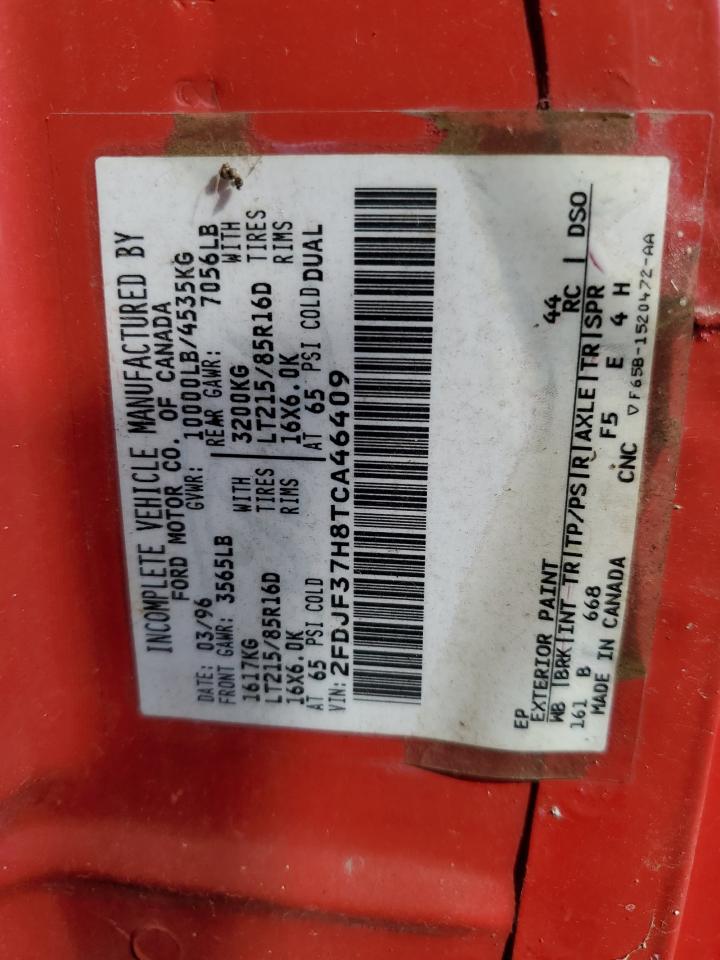 INCOMPLETE VEHICLE MANUFACTURED BY
FORD MOTOR CO. OF CANADA
DATE: 03/96 GVWR: 10000LB/4535KG
FRONT GAWR: 3565LB REAR GAWR: 7056LB
1617KG WITH 3200KG WITH
LT215/85R16D TIRES LT215/85R16D TIRES
16X6.0K RIMS 16X6.0K RIMS
AT 65 PSI COLD AT 65 PSI COLD DUAL
VIN: 2FDJF37H8TCA46409
EP 44
EXTERIOR PAINT RC DSO
WB BRK INT TR TP/PS R AXLE TR SPR
161 B 668 F5 E 4 H
MADE IN CANADA CNC ▽F65B-1520472-AA